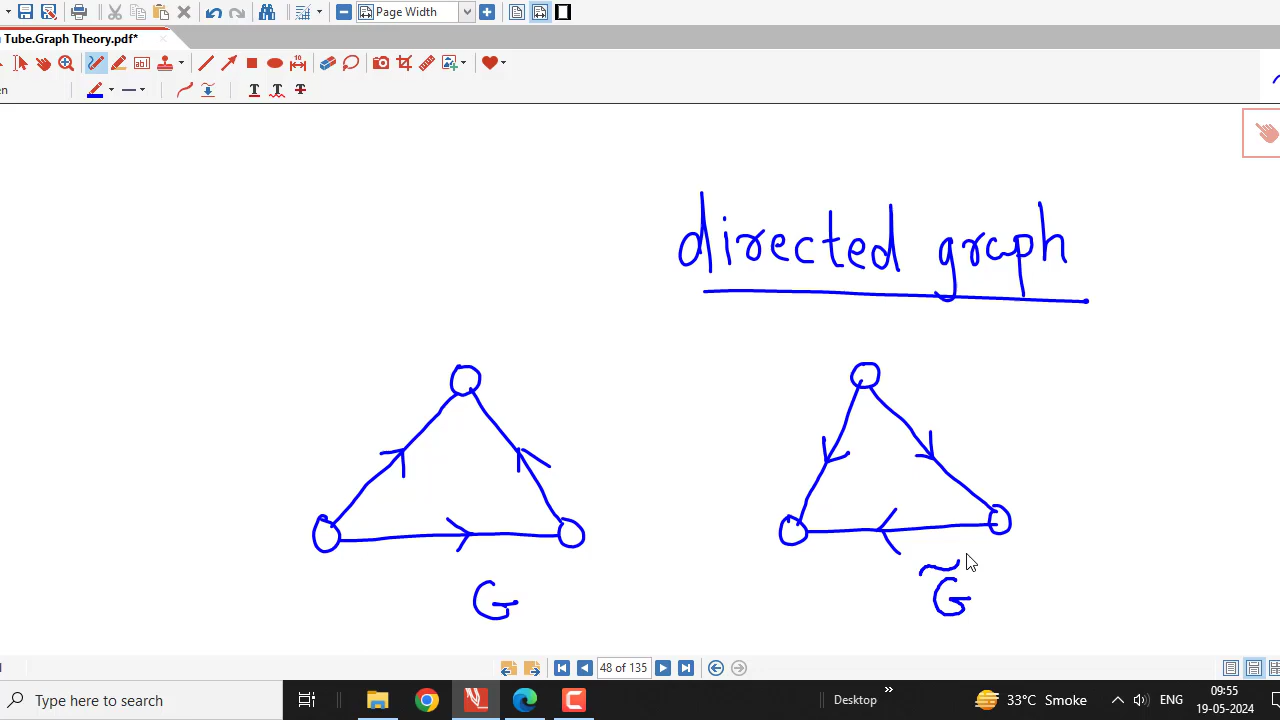 Page Width
Tube.Graph Theory.pdf*
directed graph
G
G̃
48 of 135
Type here to search
Desktop
33°C Smoke
ENG
09:55
19-05-2024